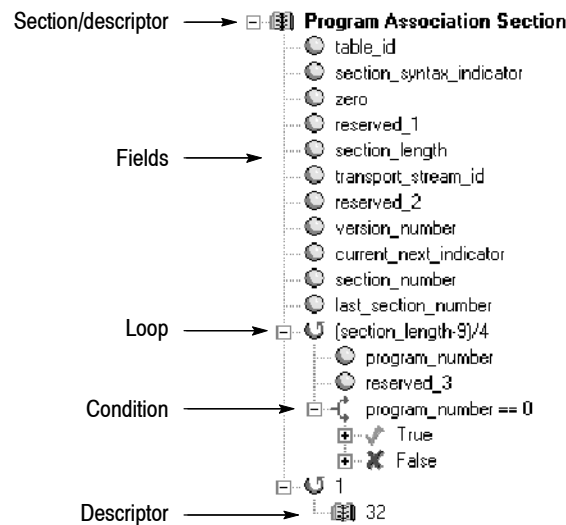 Section/descriptor Program Association Section
table_id
section_syntax_indicator
zero
reserved_1
section_length
Fields transport_stream_id
reserved_2
version_number
current_next_indicator
section_number
last_section_number
Loop (section_length-9)/4
program_number
reserved_3
Condition program_number == 0
True
False
1
Descriptor 32